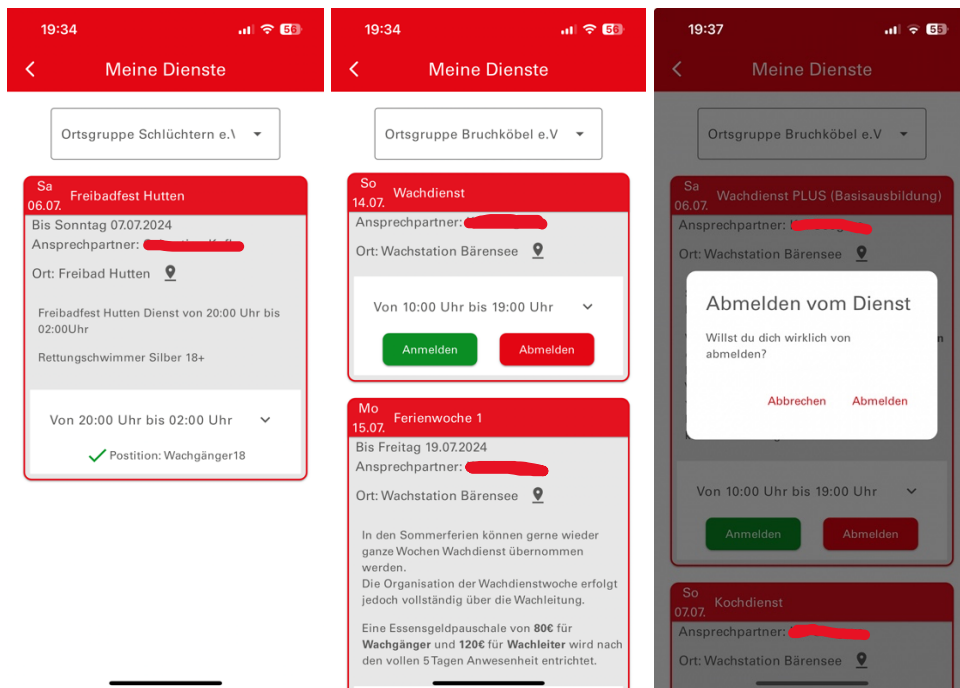 19:34
56
Meine Dienste
Ortsgruppe Schlüchtern e.V
Sa
06.07.
Freibadfest Hutten
Bis Sonntag 07.07.2024
Ansprechpartner:
Ort: Freibad Hutten
Freibadfest Hutten Dienst von 20:00 Uhr bis
02:00Uhr
Rettungschwimmer Silber 18+
Von 20:00 Uhr bis 02:00 Uhr
Postition: Wachgänger18
19:34
56
Meine Dienste
Ortsgruppe Bruchköbel e.V
So
14.07.
Wachdienst
Ansprechpartner:
Ort: Wachstation Bärensee
Von 10:00 Uhr bis 19:00 Uhr
Anmelden
Abmelden
Mo
15.07.
Ferienwoche 1
Bis Freitag 19.07.2024
Ansprechpartner:
Ort: Wachstation Bärensee
In den Sommerferien können gerne wieder
ganze Wochen Wachdienst übernommen
werden.
Die Organisation der Wachdienstwoche erfolgt
jedoch vollständig über die Wachleitung.
Eine Essensgeldpauschale von 80€ für
Wachgänger und 120€ für Wachleiter wird nach
den vollen 5 Tagen Anwesenheit entrichtet.
19:37
55
Meine Dienste
Ortsgruppe Bruchköbel e.V
Sa
06.07.
Wachdienst PLUS (Basisausbildung)
Ansprechpartner:
Ort: Wachstation Bärensee
Abmelden vom Dienst
Willst du dich wirklich von
abmelden?
Abbrechen
Abmelden
Von 10:00 Uhr bis 19:00 Uhr
Anmelden
Abmelden
So
07.07.
Kochdienst
Ansprechpartner:
Ort: Wachstation Bärensee